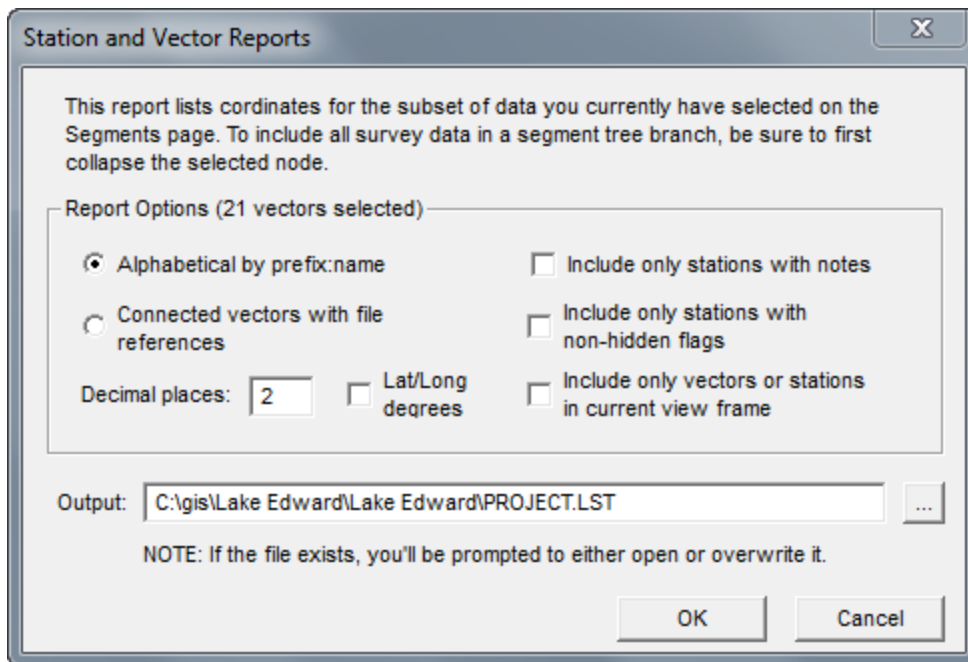 Station and Vector Reports
This report lists cordinates for the subset of data you currently have selected on the
Segments page. To include all survey data in a segment tree branch, be sure to first
collapse the selected node.
Report Options (21 vectors selected)
Alphabetical by prefix:name
Include only stations with notes
Connected vectors with file
references
Include only stations with
non-hidden flags
Decimal places: 2
Lat/Long
degrees
Include only vectors or stations
in current view frame
Output: C:\gis\Lake Edward\Lake Edward\PROJECT.LST ...
NOTE: If the file exists, you'll be prompted to either open or overwrite it.
OK Cancel